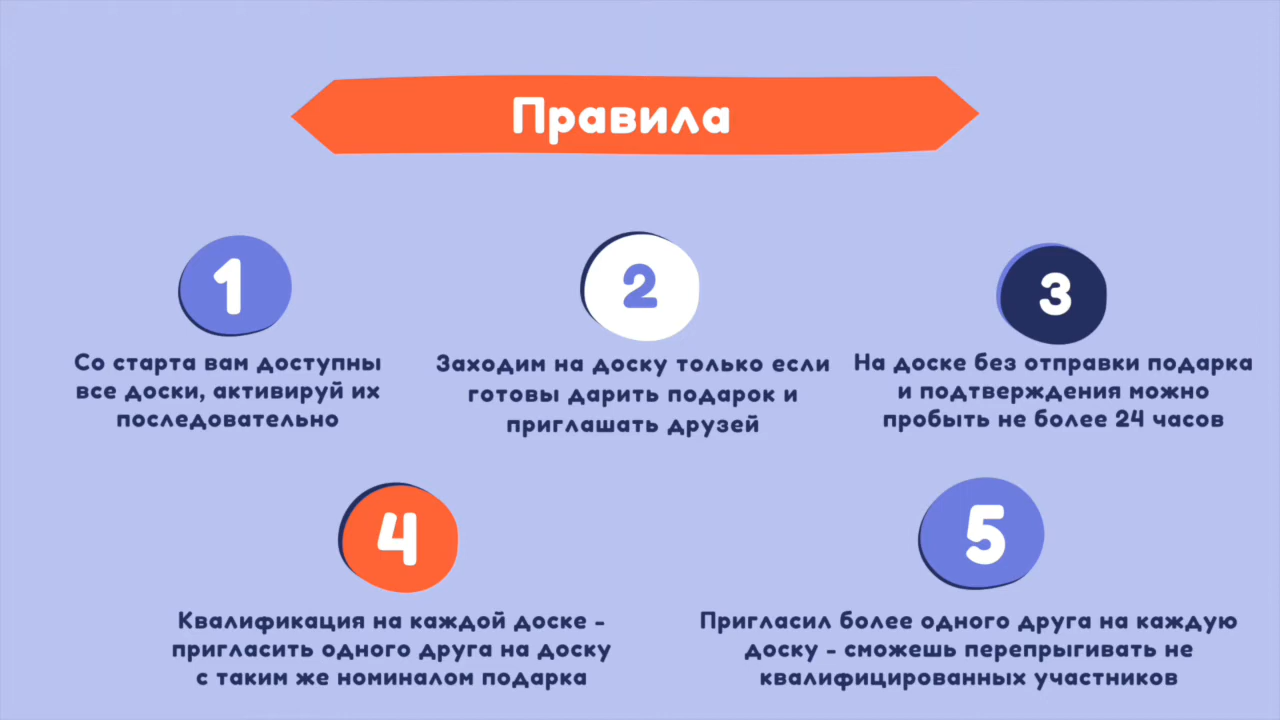 Правила
1
Со старта вам доступны
все доски, активируй их
последовательно
2
Заходим на доску только если
готовы дарить подарок и
приглашать друзей
3
На доске без отправки подарка
и подтверждения можно
пробыть не более 24 часов
4
Квалификация на каждой доске -
пригласить одного друга на доску
с таким же номиналом подарка
5
Пригласил более одного друга на каждую
доску - сможешь перепрыгивать не
квалифицированных участников